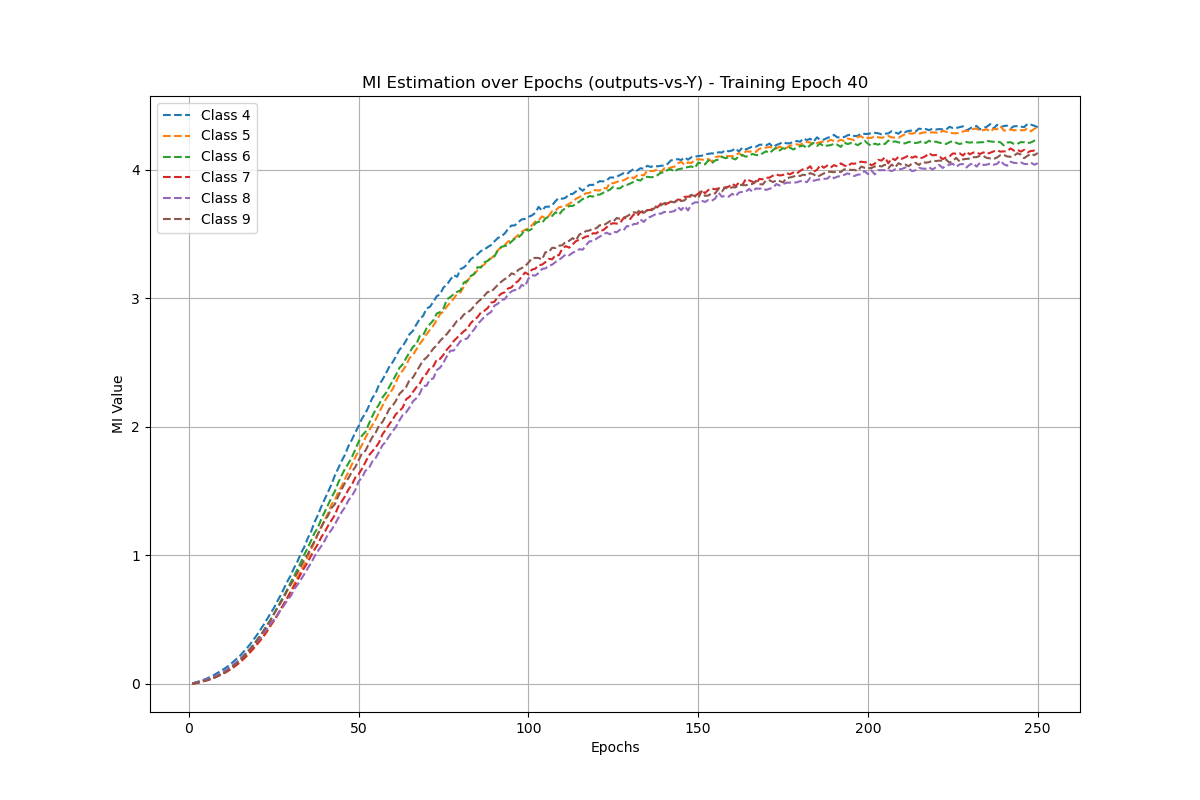 MI Estimation over Epochs (outputs-vs-Y) - Training Epoch 40
Class 4
Class 5
Class 6
Class 7
Class 8
Class 9
MI Value
4
3
2
1
0
0 50 100 150 200 250
Epochs